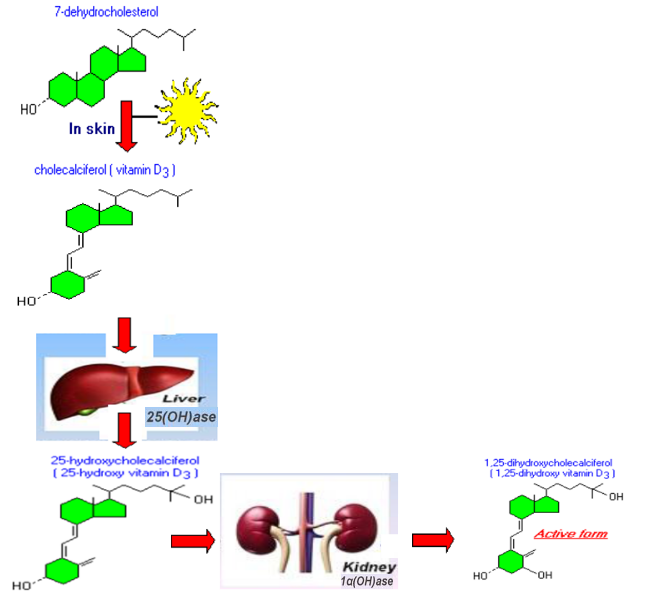 7-dehydrocholesterol
HO
In skin
cholecalciferol ( vitamin D3 )
HO
Liver
25(OH)ase
25-hydroxycholecalciferol
( 25-hydroxy vitamin D3 )
OH
HO
Kidney
1α(OH)ase
1,25-dihydroxycholecalciferol
( 1,25-dihydroxy vitamin D3 )
OH
Active form
HO
OH